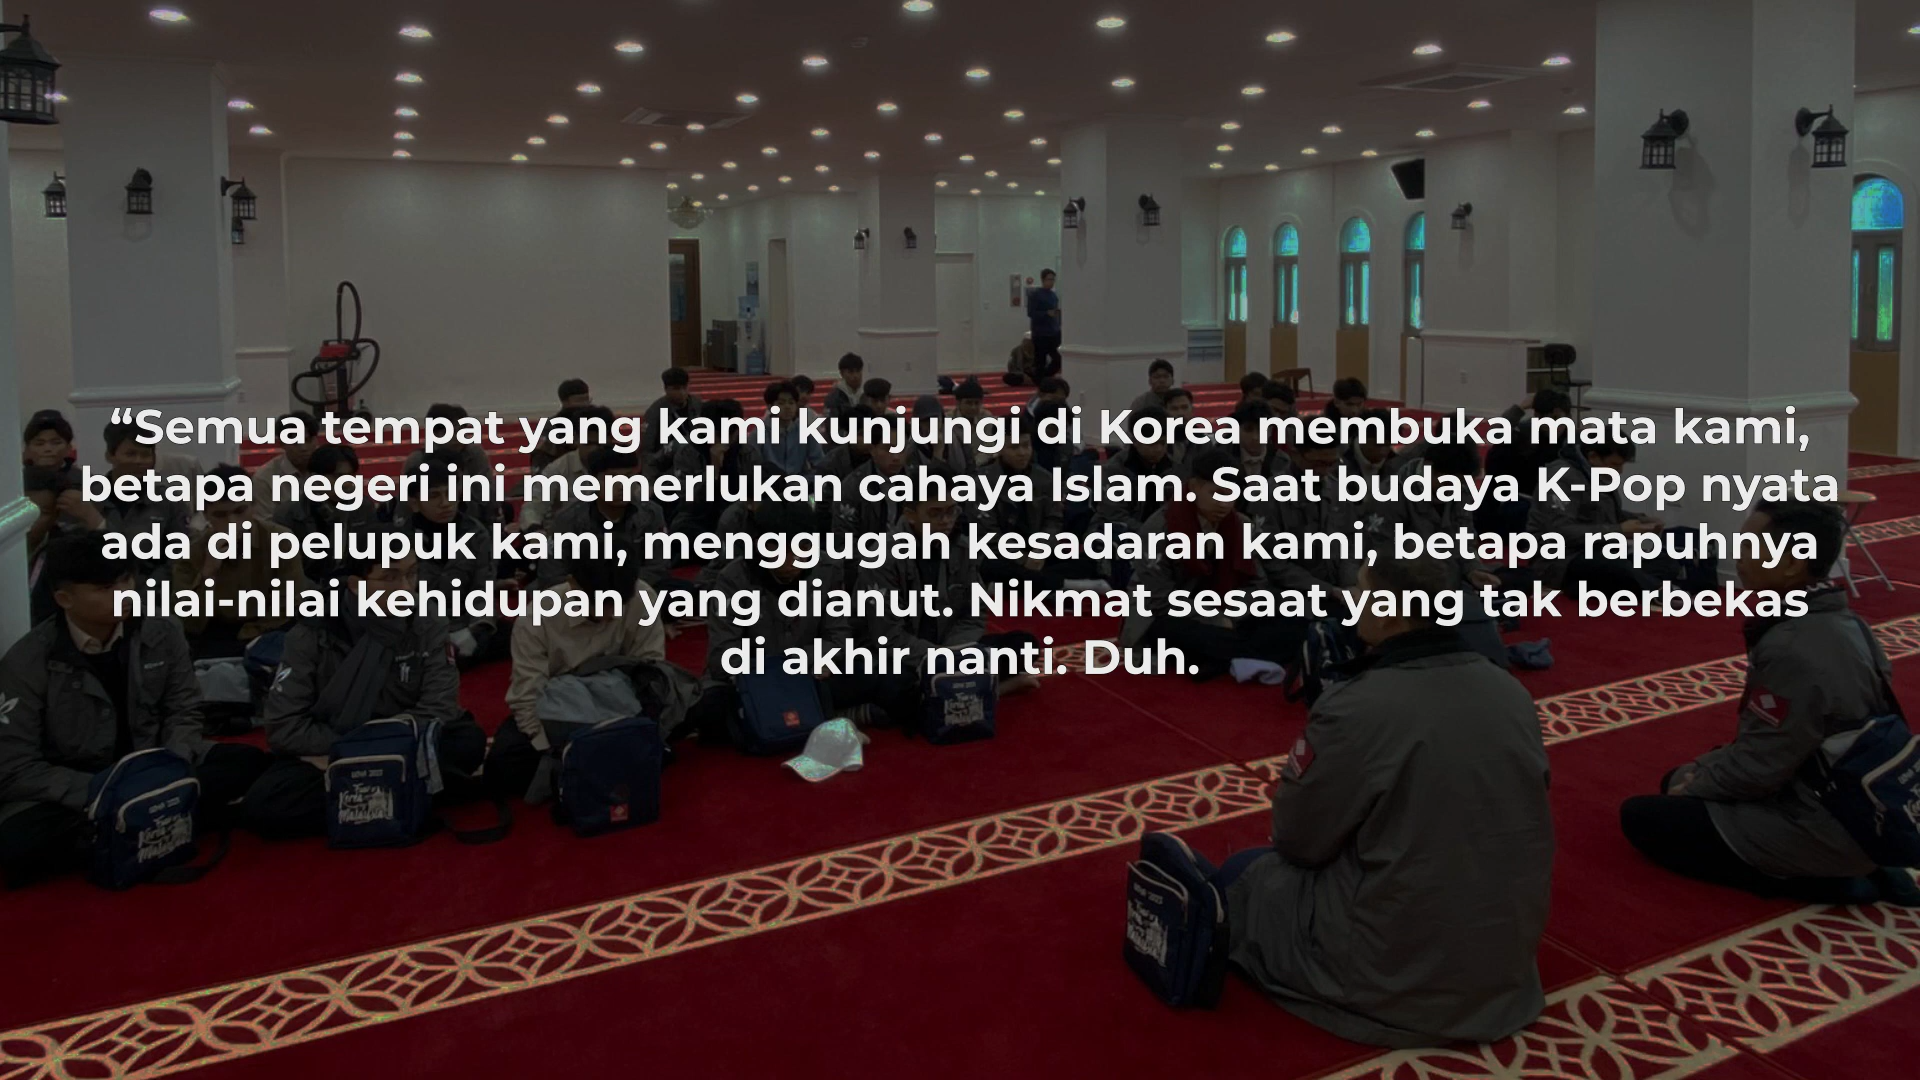 “Semua tempat yang kami kunjungi di Korea membuka mata kami,
betapa negeri ini memerlukan cahaya Islam. Saat budaya K-Pop nyata
ada di pelupuk kami, menggugah kesadaran kami, betapa rapuhnya
nilai-nilai kehidupan yang dianut. Nikmat sesaat yang tak berbekas
di akhir nanti. Duh.